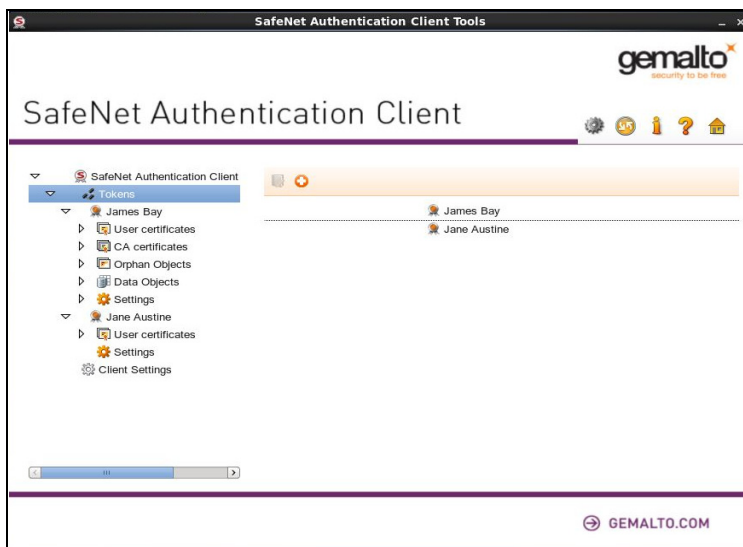 SafeNet Authentication Client Tools
gemalto
security to be free
SafeNet Authentication Client
SafeNet Authentication Client
Tokens
James Bay
User certificates
CA certificates
Orphan Objects
Data Objects
Settings
Jane Austine
User certificates
Settings
Client Settings
James Bay
Jane Austine
GEMALTO.COM